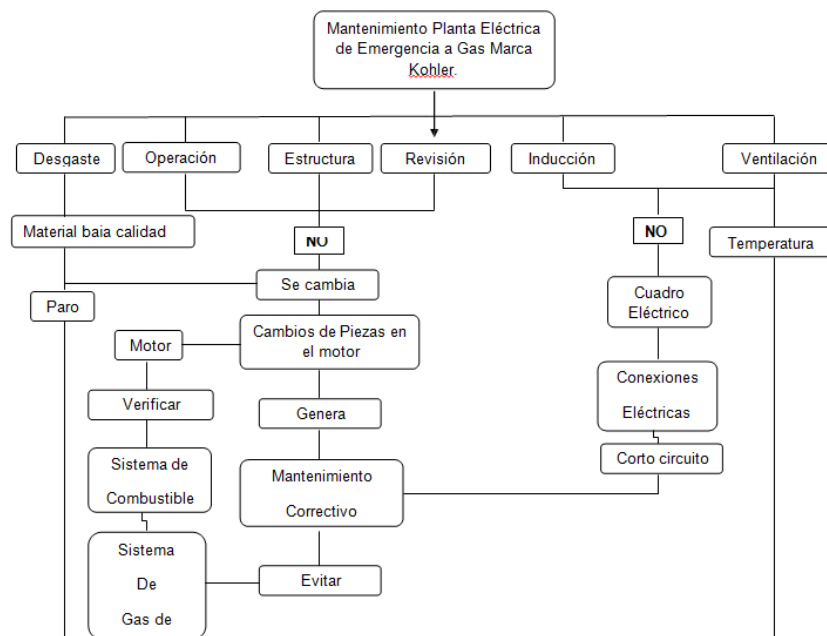 Mantenimiento Planta Eléctrica
de Emergencia a Gas Marca
Kohler.
Desgaste
Operación
Estructura
Revisión
Inducción
Ventilación
Material baja calidad
NO
NO
Temperatura
Se cambia
Paro
Cuadro
Eléctrico
Motor
Cambios de Piezas en
el motor
Conexiones
Eléctricas
Verificar
Genera
Sistema de
Combustible
Mantenimiento
Correctivo
Corto circuito
Sistema
De
Gas de
Evitar